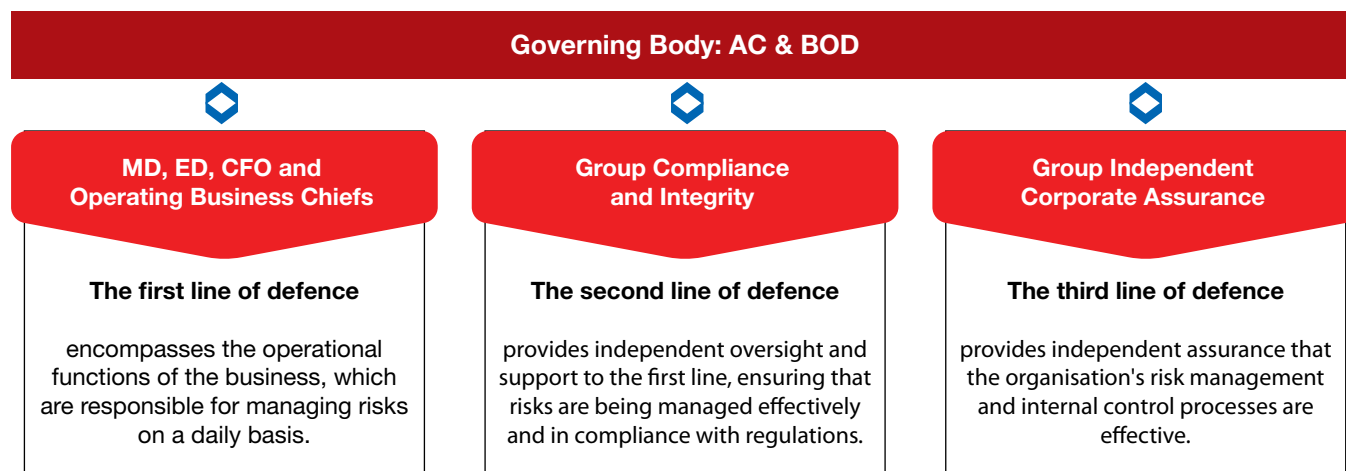 Governing Body: AC & BOD
MD, ED, CFO and
Operating Business Chiefs
The first line of defence
encompasses the operational
functions of the business, which
are responsible for managing risks
on a daily basis.
Group Compliance
and Integrity
The second line of defence
provides independent oversight and
support to the first line, ensuring that
risks are being managed effectively
and in compliance with regulations.
Group Independent
Corporate Assurance
The third line of defence
provides independent assurance that
the organisation's risk management
and internal control processes are
effective.